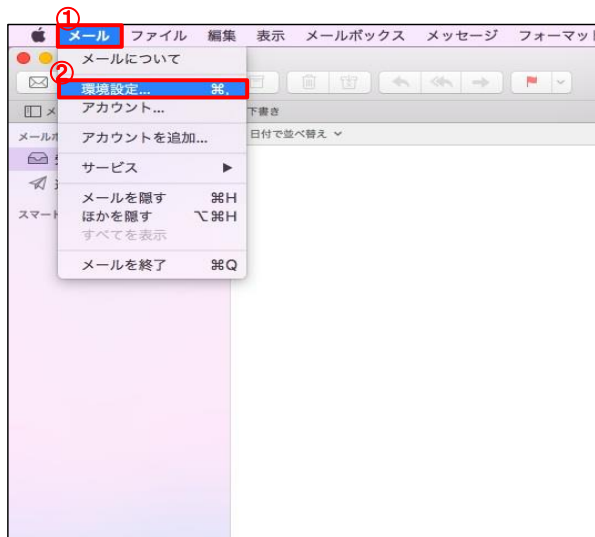 ①
メール ファイル 編集 表示 メールボックス メッセージ フォーマット
メールについて
②
環境設定... ⌘,
アカウント...
下書き
アカウントを追加...
日付で並べ替え
サービス ▶
メールを隠す ⌘H
ほかを隠す ⌥⌘H
すべてを表示
メールを終了 ⌘Q